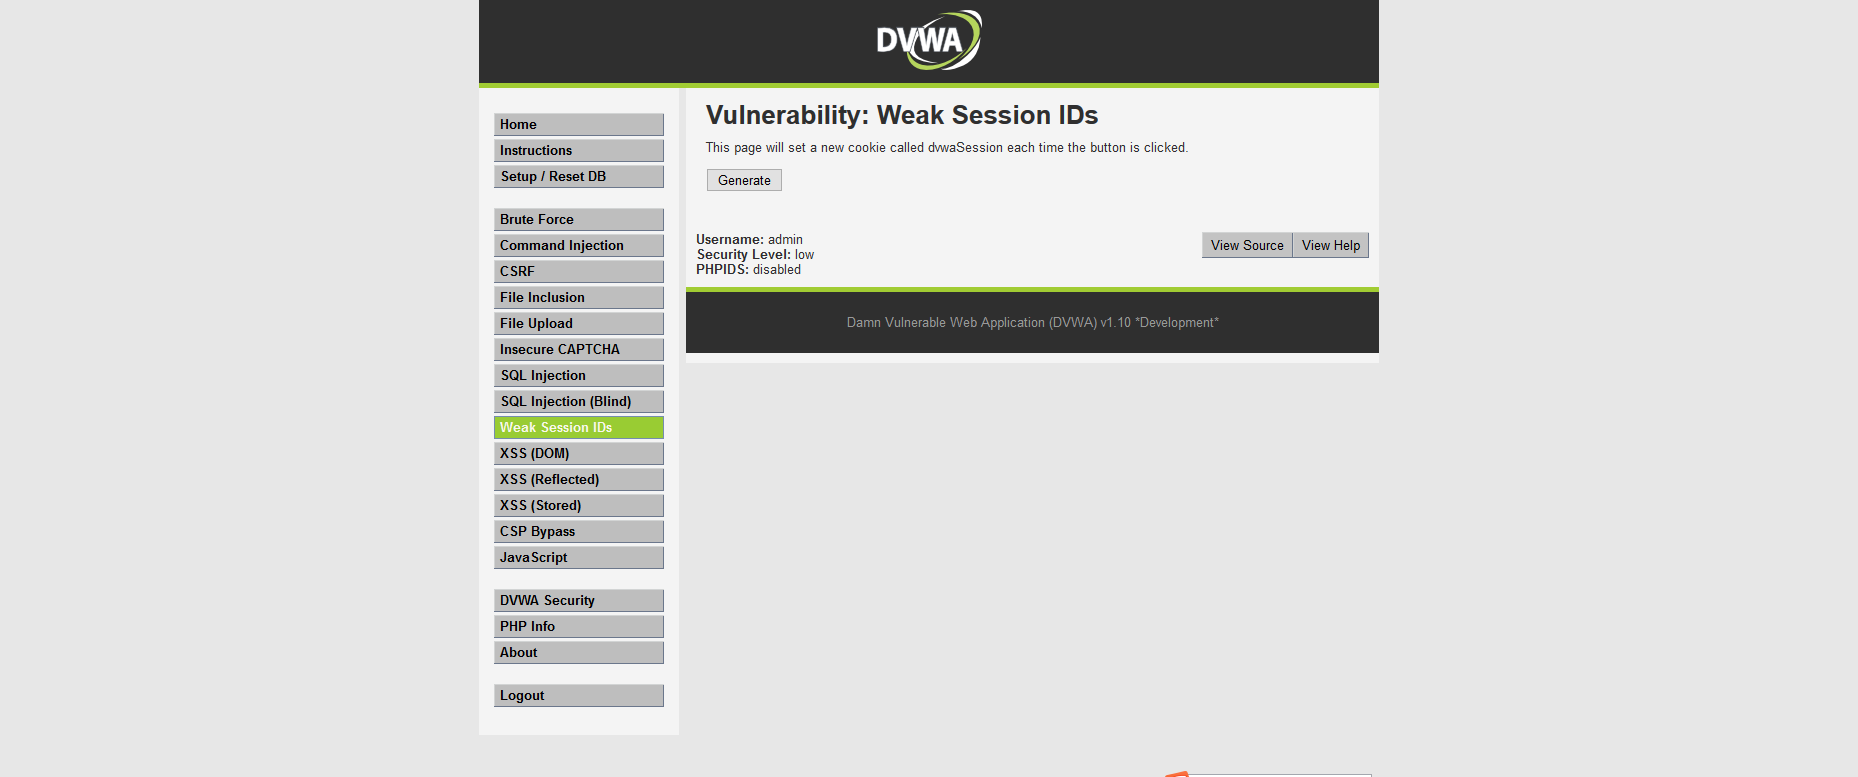 DVWA
Home
Instructions
Setup / Reset DB
Brute Force
Command Injection
CSRF
File Inclusion
File Upload
Insecure CAPTCHA
SQL Injection
SQL Injection (Blind)
Weak Session IDs
XSS (DOM)
XSS (Reflected)
XSS (Stored)
CSP Bypass
JavaScript
DVWA Security
PHP Info
About
Logout
Vulnerability: Weak Session IDs
This page will set a new cookie called dvwaSession each time the button is clicked.
Generate
Username: admin
Security Level: low
PHPIDS: disabled
View Source
View Help
Damn Vulnerable Web Application (DVWA) v1.10 *Development*